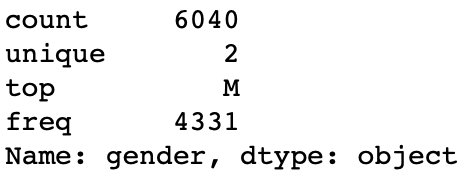 count 6040
unique 2
top M
freq 4331
Name: gender, dtype: object